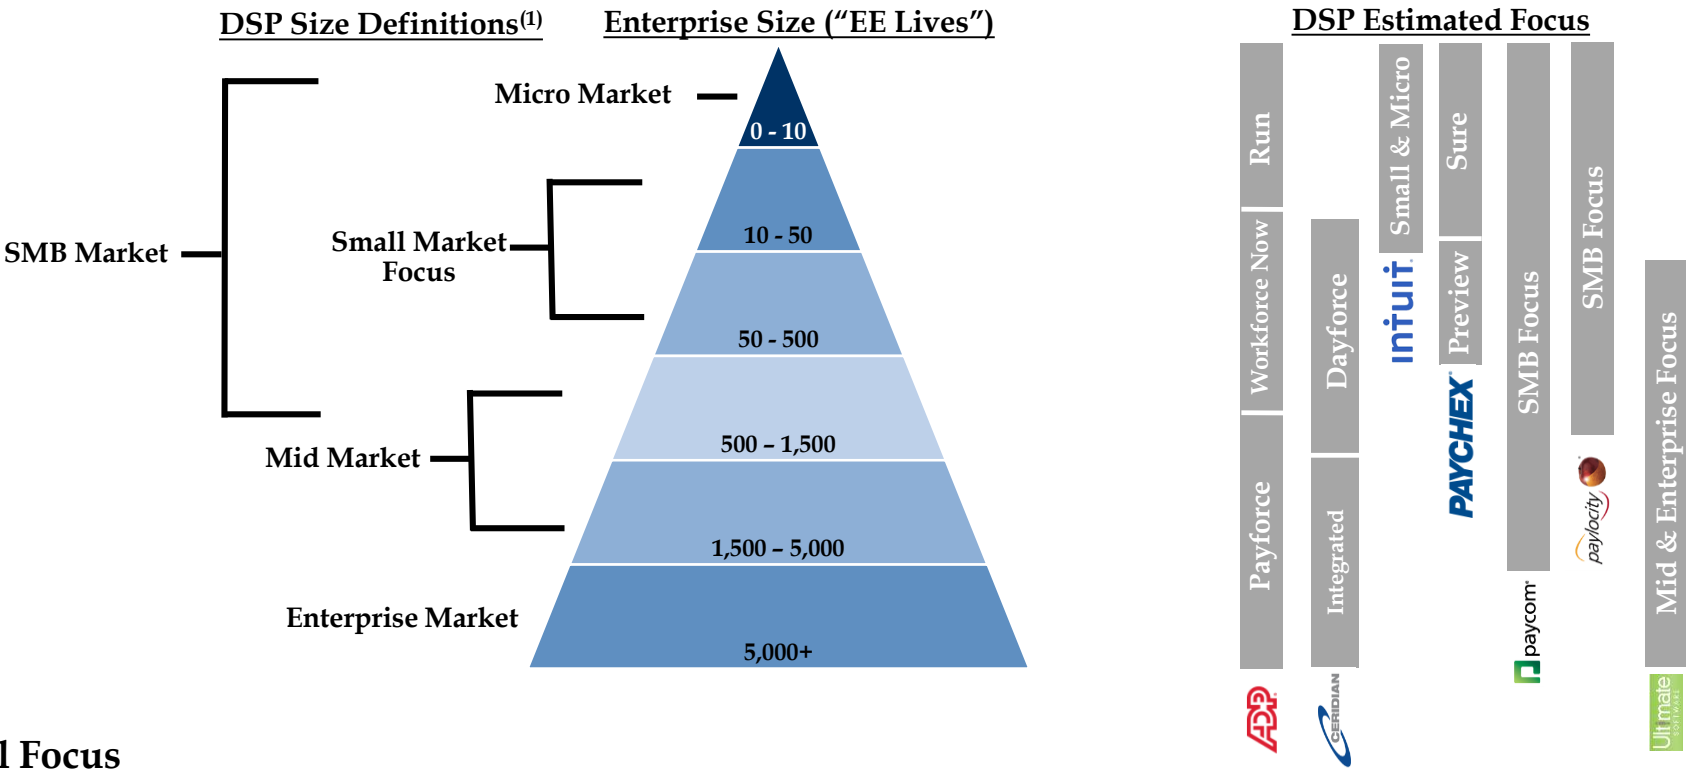 DSP Size Definitions(1)
Enterprise Size (“EE Lives”)
DSP Estimated Focus
Micro Market
0 - 10
SMB Market
Small Market
Focus
10 - 50
50 - 500
Mid Market
500 – 1,500
1,500 – 5,000
Enterprise Market
5,000+
Run
Workforce Now
Payforce
ADP
Dayforce
Integrated
CERIDIAN
Small & Micro
intuit.
Sure
Preview
PAYCHEX
SMB Focus
paycom
SMB Focus
paylocity
Mid & Enterprise Focus
Ultimate
SOFTWARE
l Focus